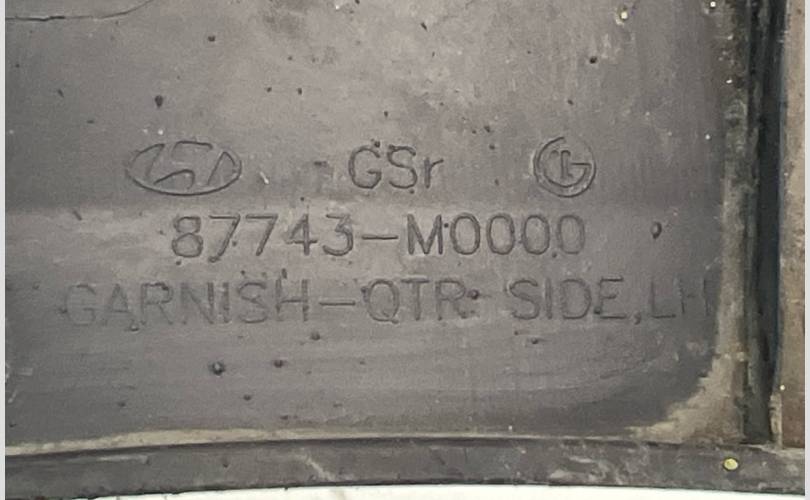 GSr
87743-M0000
GARNISH-QTR SIDE,LH